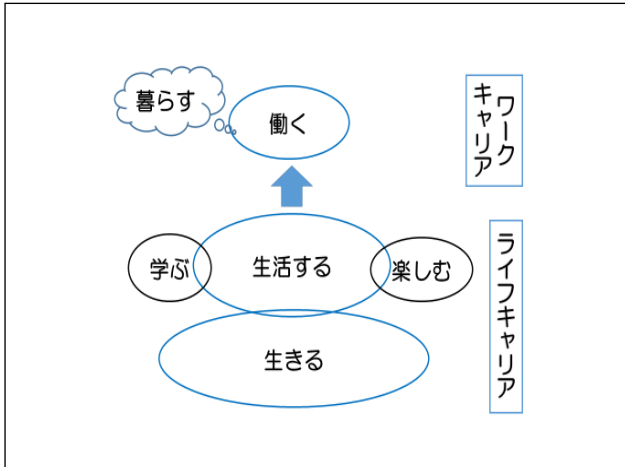 暮らす
働く
ワーク
キャリア
学ぶ
生活する
楽しむ
生きる
ライフキャリア